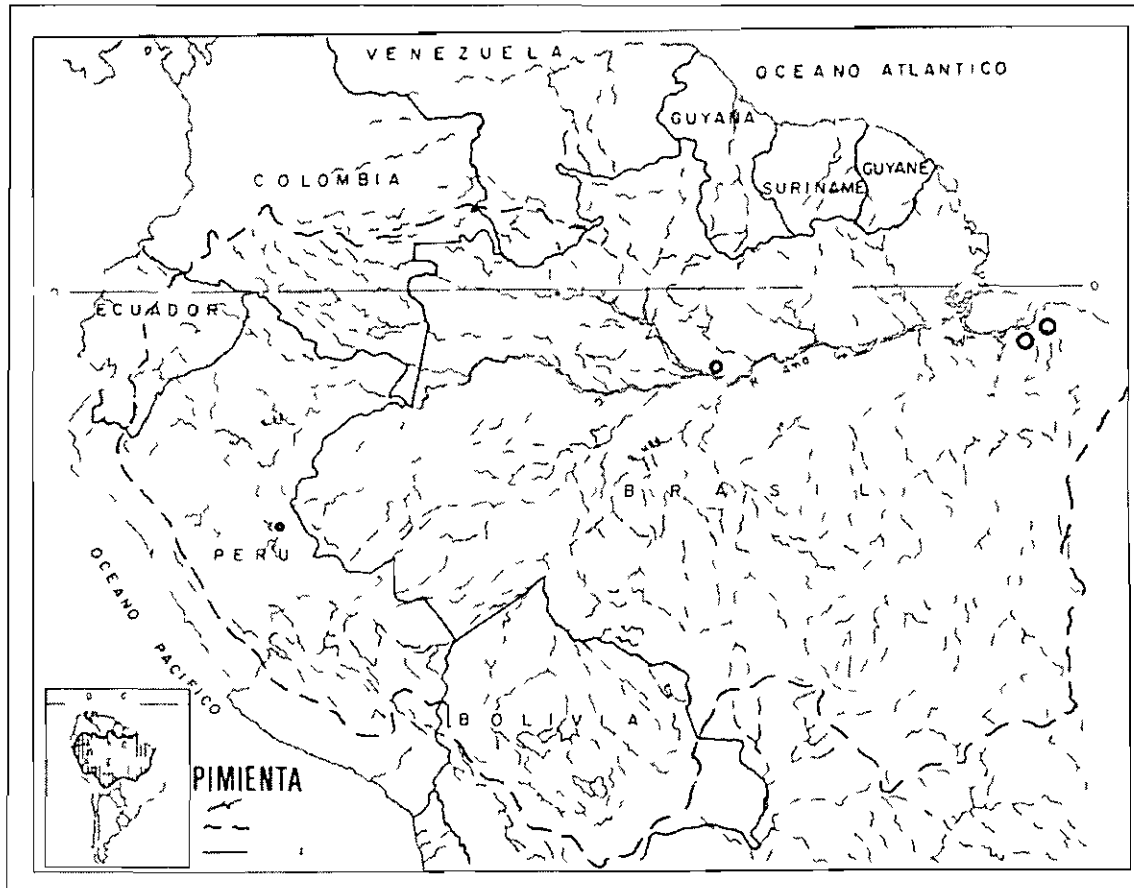 VENEZUELA
OCEANO ATLANTICO
GUYANA
COLOMBIA
SURINAME
GUYANE
ECUADOR
O
BRASIL
PERU
OCEANO PACIFICO
BOLIVIA
PIMIENTA